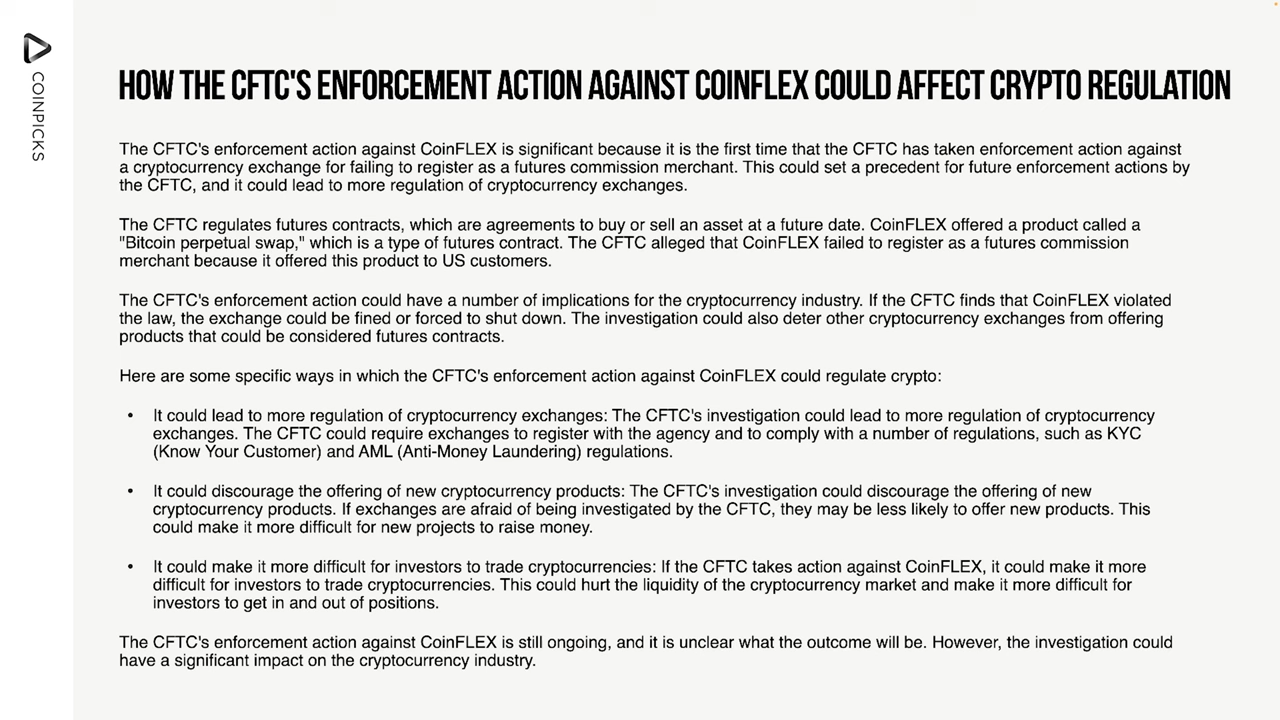 COINPICKS
HOW THE CFTC'S ENFORCEMENT ACTION AGAINST COINFLEX COULD AFFECT CRYPTO REGULATION
The CFTC's enforcement action against CoinFLEX is significant because it is the first time that the CFTC has taken enforcement action against
a cryptocurrency exchange for failing to register as a futures commission merchant. This could set a precedent for future enforcement actions by
the CFTC, and it could lead to more regulation of cryptocurrency exchanges.
The CFTC regulates futures contracts, which are agreements to buy or sell an asset at a future date. CoinFLEX offered a product called a
"Bitcoin perpetual swap," which is a type of futures contract. The CFTC alleged that CoinFLEX failed to register as a futures commission
merchant because it offered this product to US customers.
The CFTC's enforcement action could have a number of implications for the cryptocurrency industry. If the CFTC finds that CoinFLEX violated
the law, the exchange could be fined or forced to shut down. The investigation could also deter other cryptocurrency exchanges from offering
products that could be considered futures contracts.
Here are some specific ways in which the CFTC's enforcement action against CoinFLEX could regulate crypto:
• It could lead to more regulation of cryptocurrency exchanges: The CFTC's investigation could lead to more regulation of cryptocurrency
exchanges. The CFTC could require exchanges to register with the agency and to comply with a number of regulations, such as KYC
(Know Your Customer) and AML (Anti-Money Laundering) regulations.
• It could discourage the offering of new cryptocurrency products: The CFTC's investigation could discourage the offering of new
cryptocurrency products. If exchanges are afraid of being investigated by the CFTC, they may be less likely to offer new products. This
could make it more difficult for new projects to raise money.
• It could make it more difficult for investors to trade cryptocurrencies: If the CFTC takes action against CoinFLEX, it could make it more
difficult for investors to trade cryptocurrencies. This could hurt the liquidity of the cryptocurrency market and make it more difficult for
investors to get in and out of positions.
The CFTC's enforcement action against CoinFLEX is still ongoing, and it is unclear what the outcome will be. However, the investigation could
have a significant impact on the cryptocurrency industry.